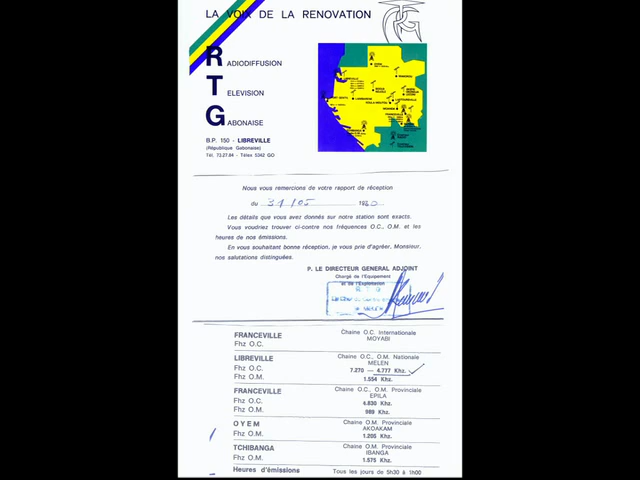 LA VOIX DE LA RENOVATION
RTG
RADIODIFFUSION
TELEVISION
GABONAISE
B.P. 150 - LIBREVILLE
(République Gabonaise)
Tél. 73-27-84 - Télex 5342 GO
Nous vous remercions de votre rapport de réception
du 31/05 1980
Les détails que vous avez donnés sur notre station sont exacts.
Vous voudriez trouver ci-contre nos fréquences O.C., O.M. et les
heures de nos émissions.
En vous souhaitant bonne réception, je vous prie d'agréer, Monsieur,
nos salutations distinguées.
P. LE DIRECTEUR GENERAL ADJOINT
Chargé de l'Equipement
et de l'Exploitation
R T G
FRANCEVILLE Chaine O.C. Internationale
Fhz O.C. MOYABI
LIBREVILLE Chaine O.C., O.M. Nationale
MELEN
Fhz O.C. 7.270 — 4.777 Khz.
Fhz O.M. 1.554 Khz.
FRANCEVILLE Chaine O.C., O.M. Provinciale
EPILA
Fhz O.C. 4.830 Khz.
Fhz O.M. 989 Khz.
OYEM Chaine O.M. Provinciale
AKOAKAM
Fhz O.M. 1.205 Khz.
TCHIBANGA Chaine O.M. Provinciale
IBANGA
Fhz O.M. 1.575 Khz.
Heures d'émissions Tous les jours de 5h30 à 1h00